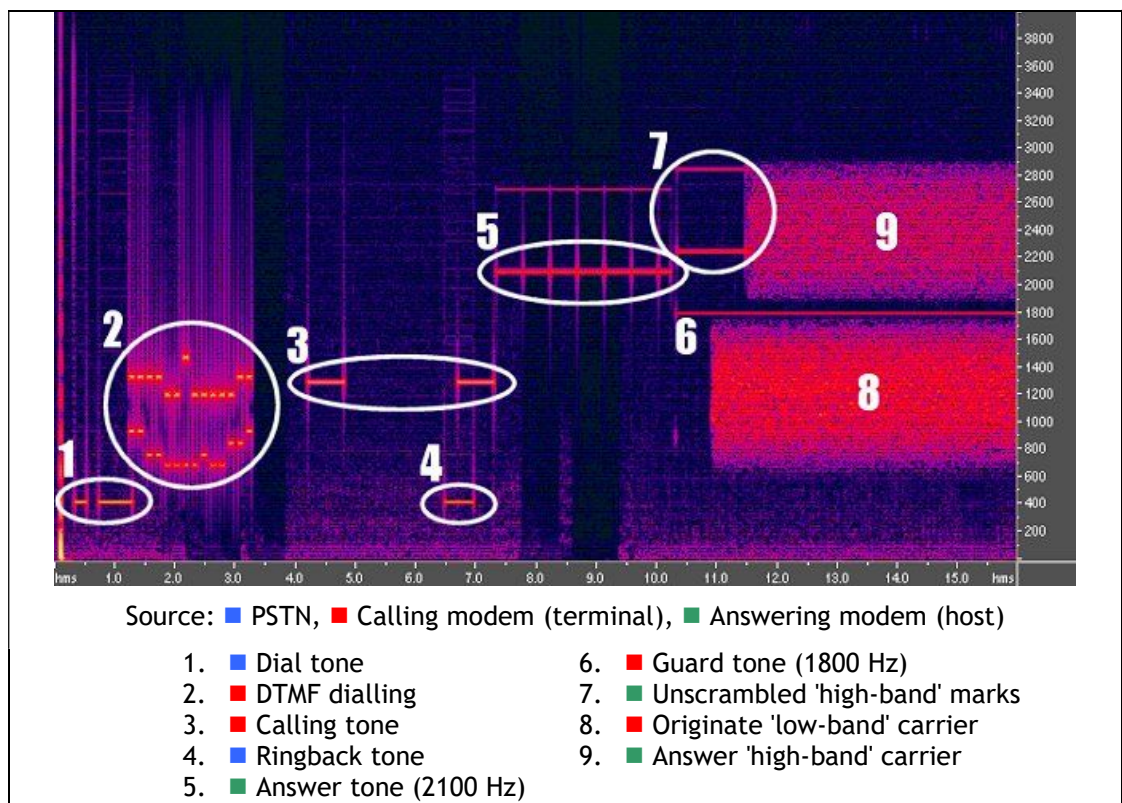 3800
3600
3400
3200
3000
2800
2600
2400
2200
2000
1800
1600
1400
1200
1000
800
600
400
200
1
2
3
4
5
6
7
8
9
hms 1.0 2.0 3.0 4.0 5.0 6.0 7.0 8.0 9.0 10.0 11.0 12.0 13.0 14.0 15.0 hms
Source: ■ PSTN, ■ Calling modem (terminal), ■ Answering modem (host)
1. ■ Dial tone
2. ■ DTMF dialling
3. ■ Calling tone
4. ■ Ringback tone
5. ■ Answer tone (2100 Hz)
6. ■ Guard tone (1800 Hz)
7. ■ Unscrambled 'high-band' marks
8. ■ Originate 'low-band' carrier
9. ■ Answer 'high-band' carrier